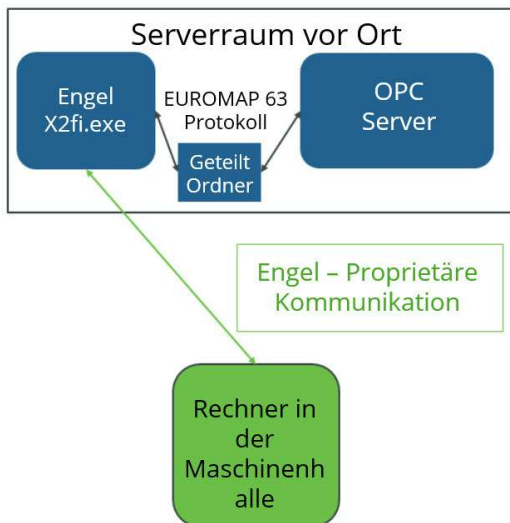 Serverraum vor Ort
Engel
X2fi.exe
EUROMAP 63
Protokoll
Geteilt
Ordner
OPC
Server
Engel – Proprietäre
Kommunikation
Rechner in
der
Maschinenh
alle